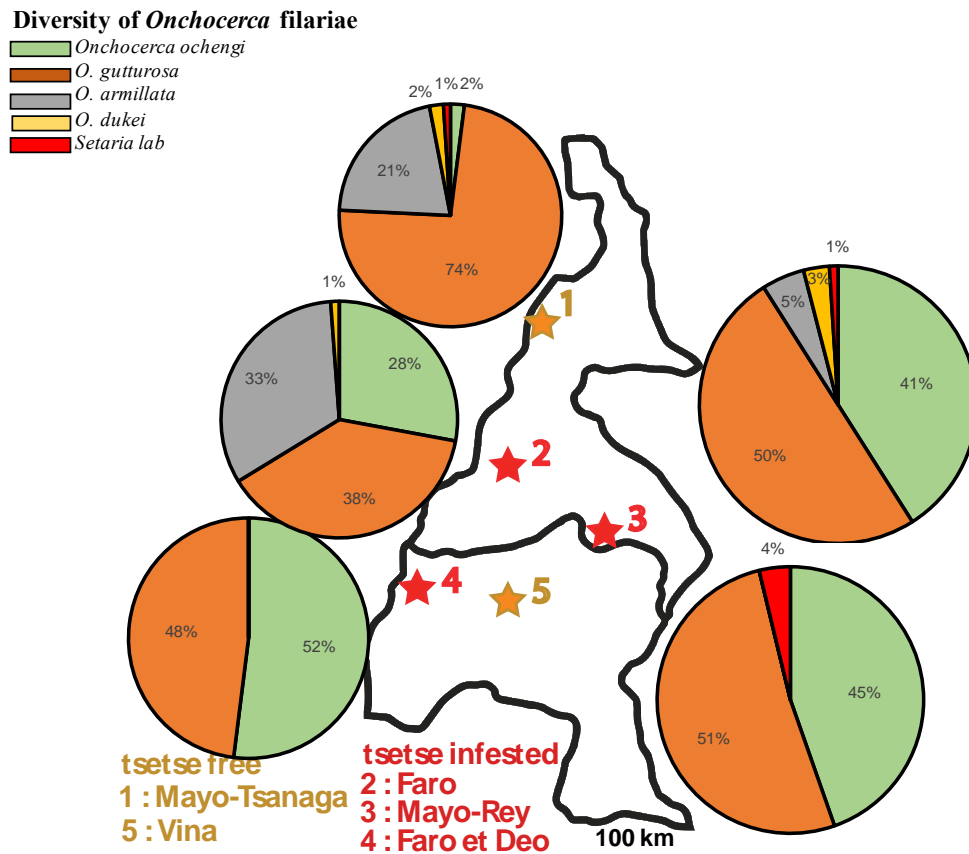 Diversity of Onchocerca filariae
Onchocerca ochengi
O. gutturosa
O. armillata
O. dukei
Setaria lab
2%
1%
2%
21%
74%
1
1%
28%
33%
38%
1%
3%
5%
41%
50%
2
3
4
5
48%
52%
4%
45%
51%
tsetse free
1 : Mayo-Tsanaga
5 : Vina
tsetse infested
2 : Faro
3 : Mayo-Rey
4 : Faro et Deo
100 km